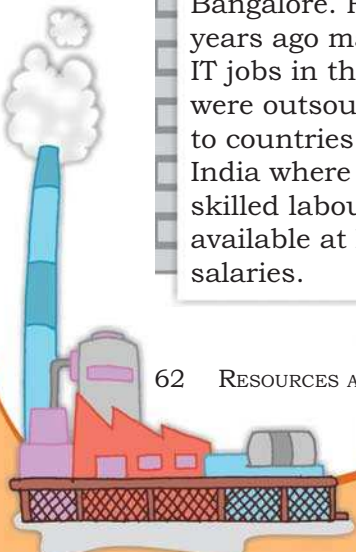 Bangalore.
years ago ma
IT jobs in th
were outsou
to countries
India where
skilled labou
available at
salaries.
62 RESOURCES A